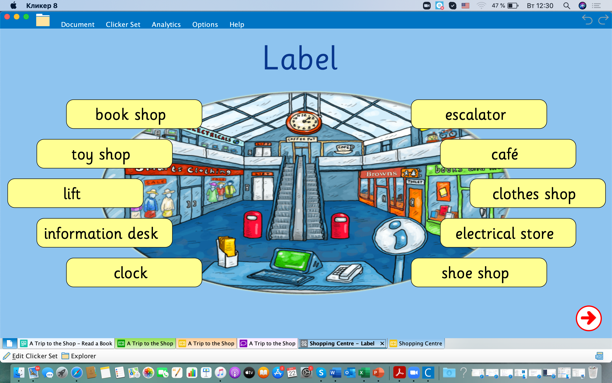 Кликер 8
47 %
Вт 12:30
Document
Clicker Set
Analytics
Options
Help
Label
book shop
toy shop
lift
information desk
clock
escalator
café
clothes shop
electrical store
shoe shop
Browns
A Trip to the Shop – Read a Book
A Trip to the Shop
A Trip to the Shop
A Trip to the Shop
Shopping Centre – Label
Shopping Centre
Edit Clicker Set
Explorer